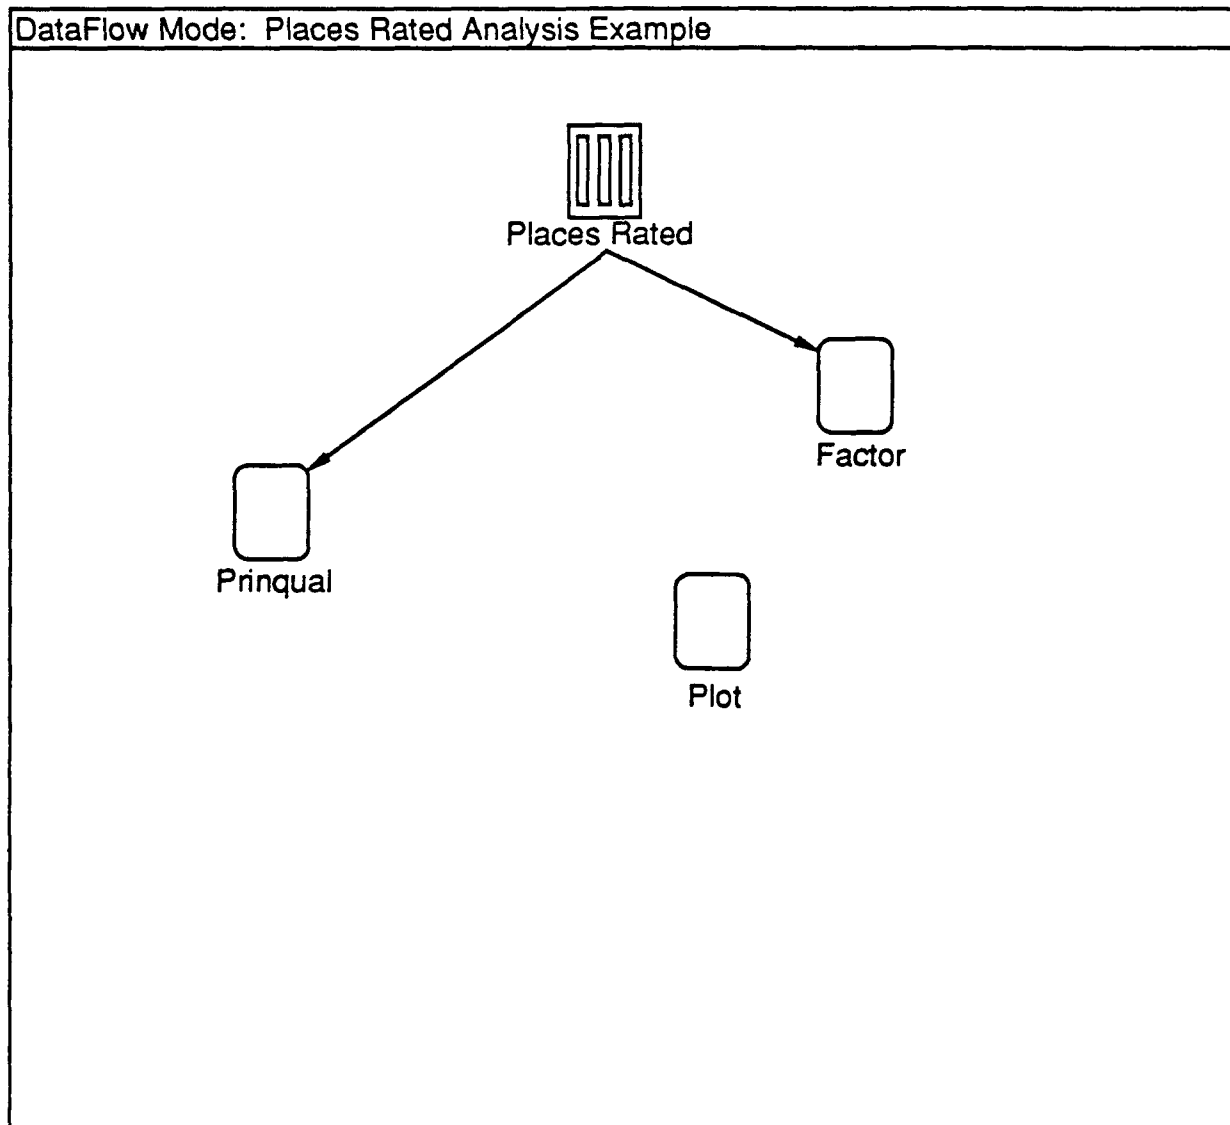 DataFlow Mode: Places Rated Analysis Example
Places Rated
Factor
Prinqual
Plot